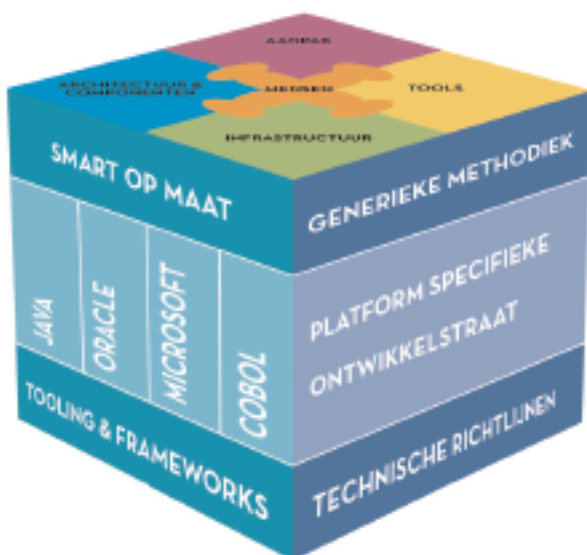 AANPAK
ARCHITECTUUR &
COMPONENTEN
MENSEN
TOOLS
INFRASTRUCTUUR
SMART OP MAAT
GENERIEKE METHODIEK
JAVA
ORACLE
MICROSOFT
COBOL
PLATFORM SPECIFIEKE
ONTWIKKELSTRAAT
TOOLING & FRAMEWORKS
TECHNISCHE RICHTLIJNEN